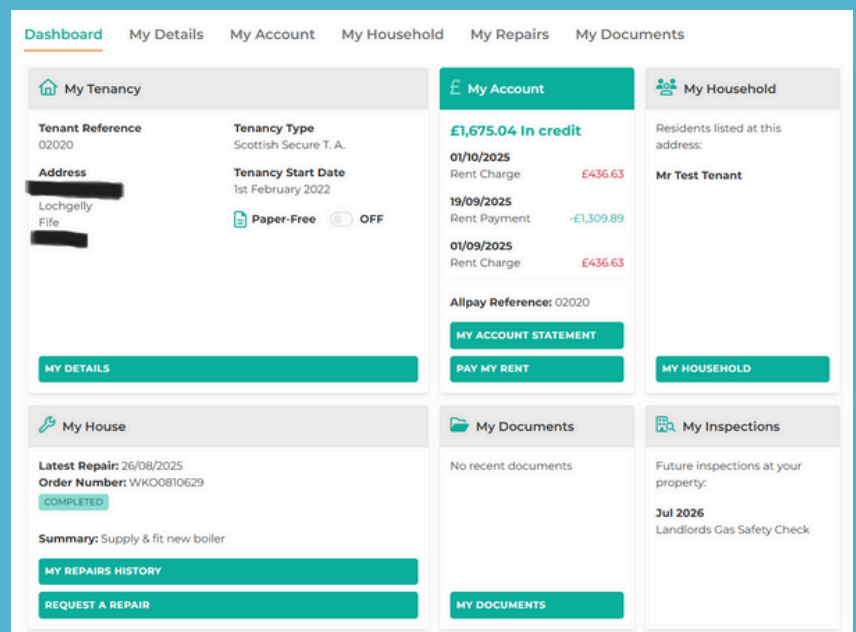 Dashboard My Details My Account My Household My Repairs My Documents
My Tenancy
Tenant Reference
02020
Address
Lochgelly
Fife
Tenancy Type
Scottish Secure T. A.
Tenancy Start Date
1st February 2022
Paper-Free OFF
MY DETAILS
£ My Account
£1,675.04 In credit
01/10/2025
Rent Charge £436.63
19/09/2025
Rent Payment -£1,309.89
01/09/2025
Rent Charge £436.63
Allpay Reference: 02020
MY ACCOUNT STATEMENT
PAY MY RENT
My Household
Residents listed at this
address:
Mr Test Tenant
MY HOUSEHOLD
My House
Latest Repair: 26/08/2025
Order Number: WKO0810629
COMPLETED
Summary: Supply & fit new boiler
MY REPAIRS HISTORY
REQUEST A REPAIR
My Documents
No recent documents
MY DOCUMENTS
My Inspections
Future inspections at your
property:
Jul 2026
Landlords Gas Safety Check